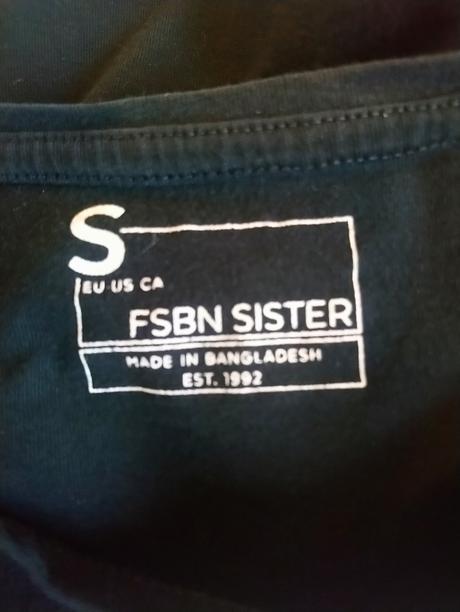 S
EU US CA
FSBN SISTER
MADE IN BANGLADESH
EST. 1992